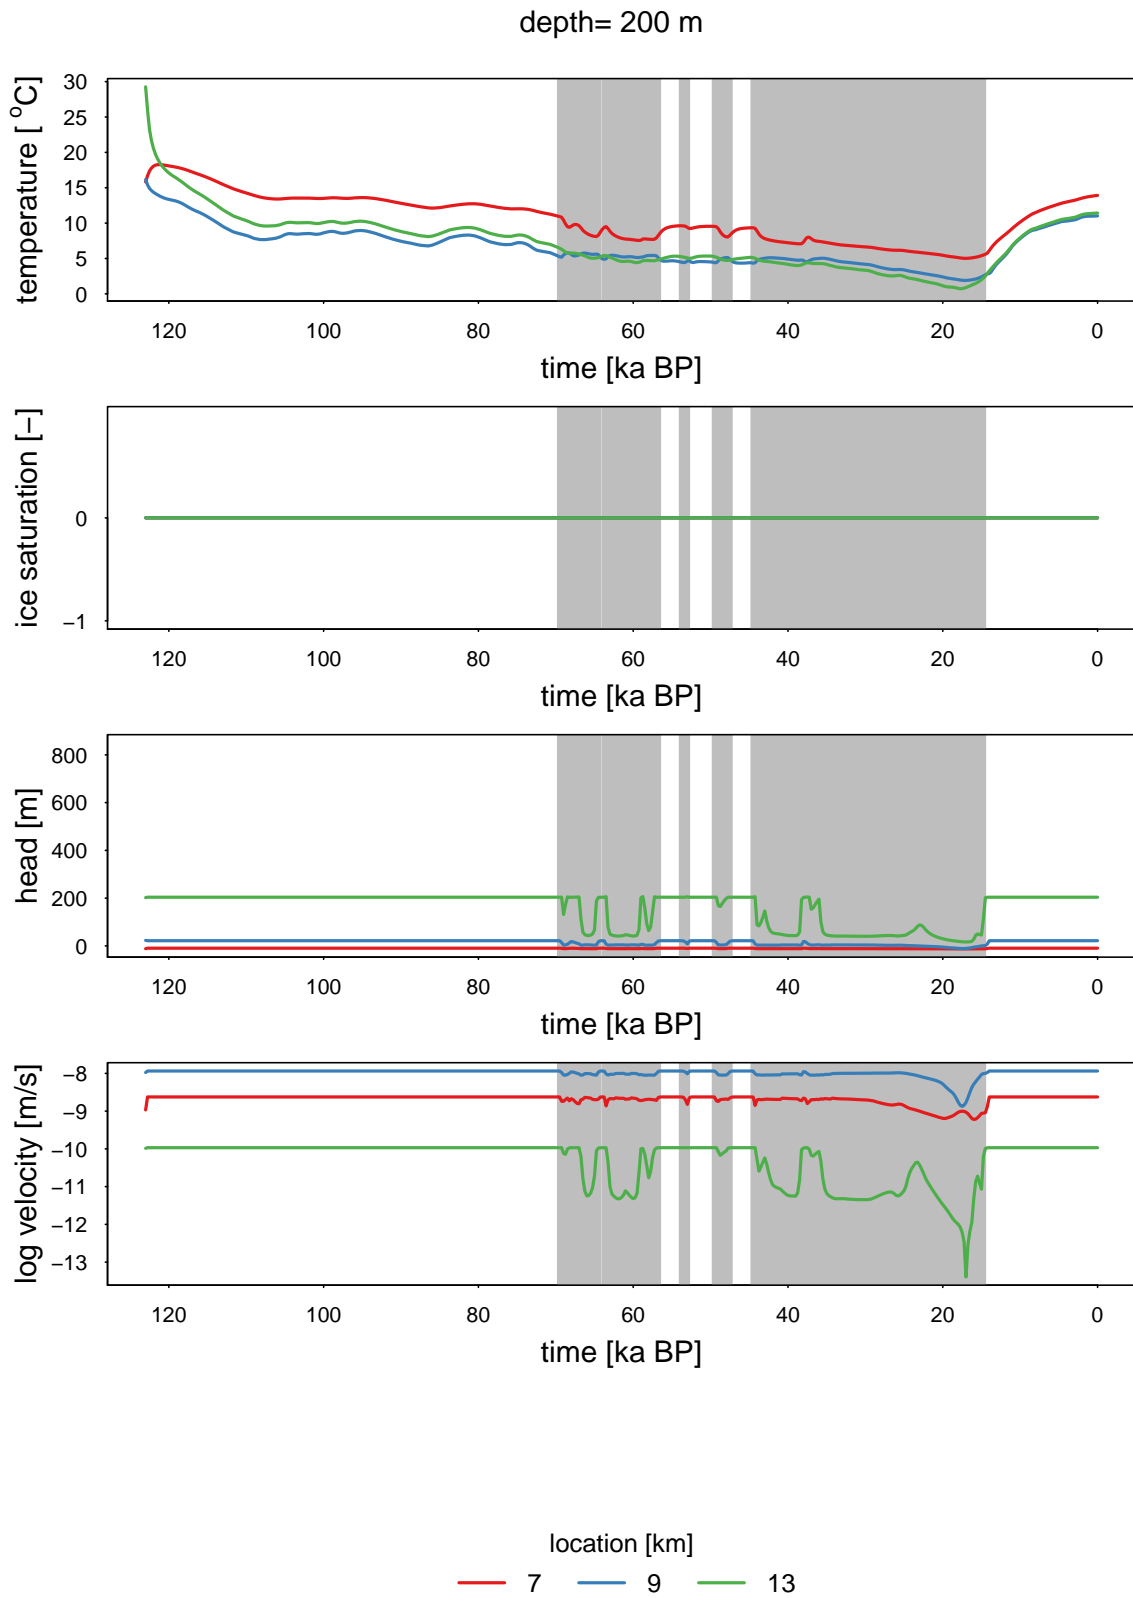 depth= 200 m
temperature [ °C]
30
25
20
15
10
5
0
120 100 80 60 40 20 0
time [ka BP]
ice saturation [−]
0
−1
120 100 80 60 40 20 0
time [ka BP]
head [m]
800
600
400
200
0
120 100 80 60 40 20 0
time [ka BP]
log velocity [m/s]
−8
−9
−10
−11
−12
−13
120 100 80 60 40 20 0
time [ka BP]
location [km]
7 9 13